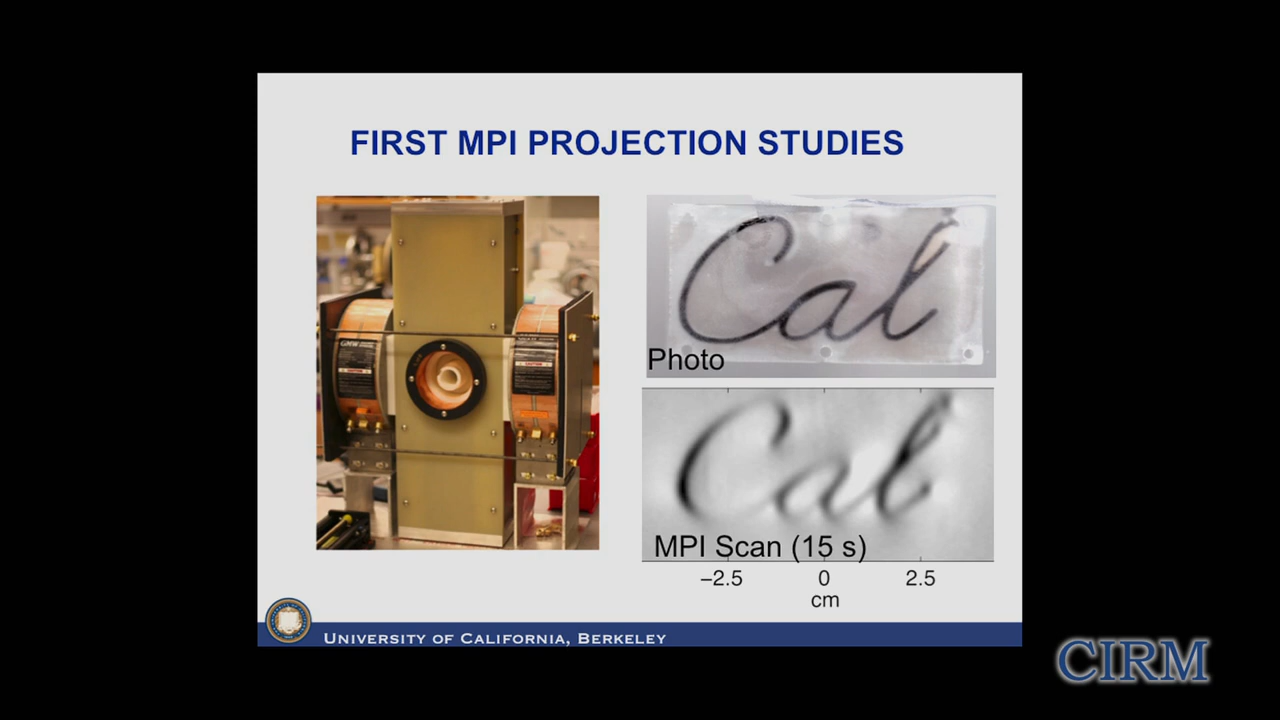 FIRST MPI PROJECTION STUDIES
Cal
Photo
Cal
MPI Scan (15 s)
−2.5 0 2.5
cm
UNIVERSITY OF CALIFORNIA, BERKELEY
CIRM